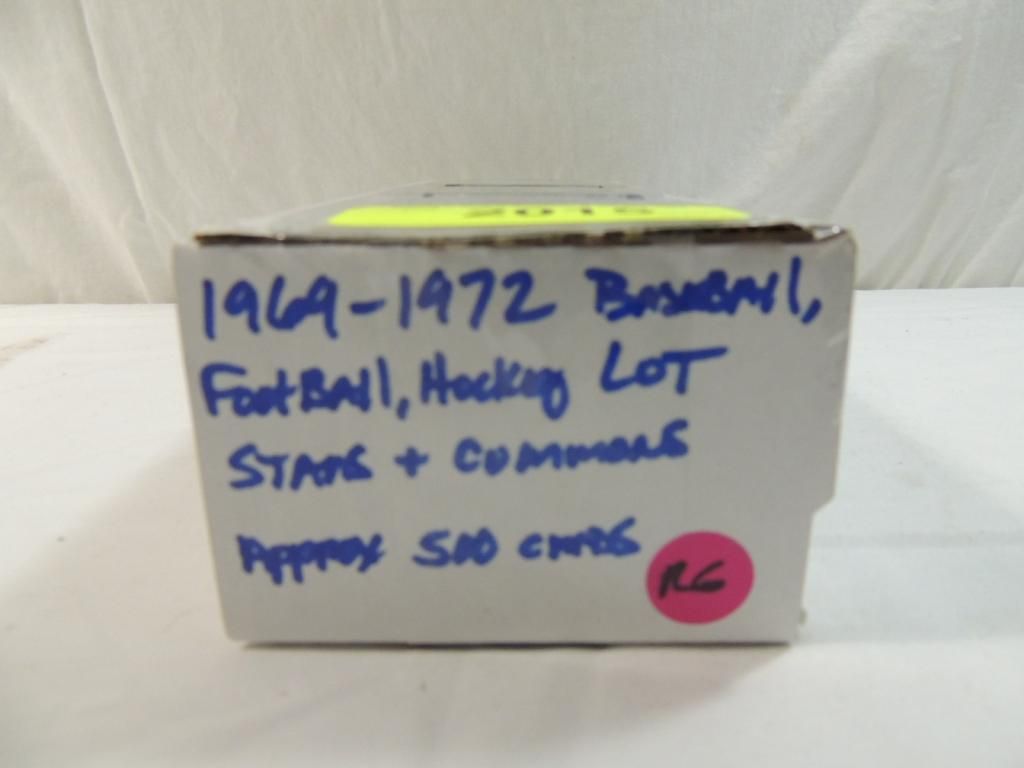 1969-1972 BASEBALL,
FOOTBALL, Hockey LOT
STARS + COMMONS
Approx 500 CARDS
RG